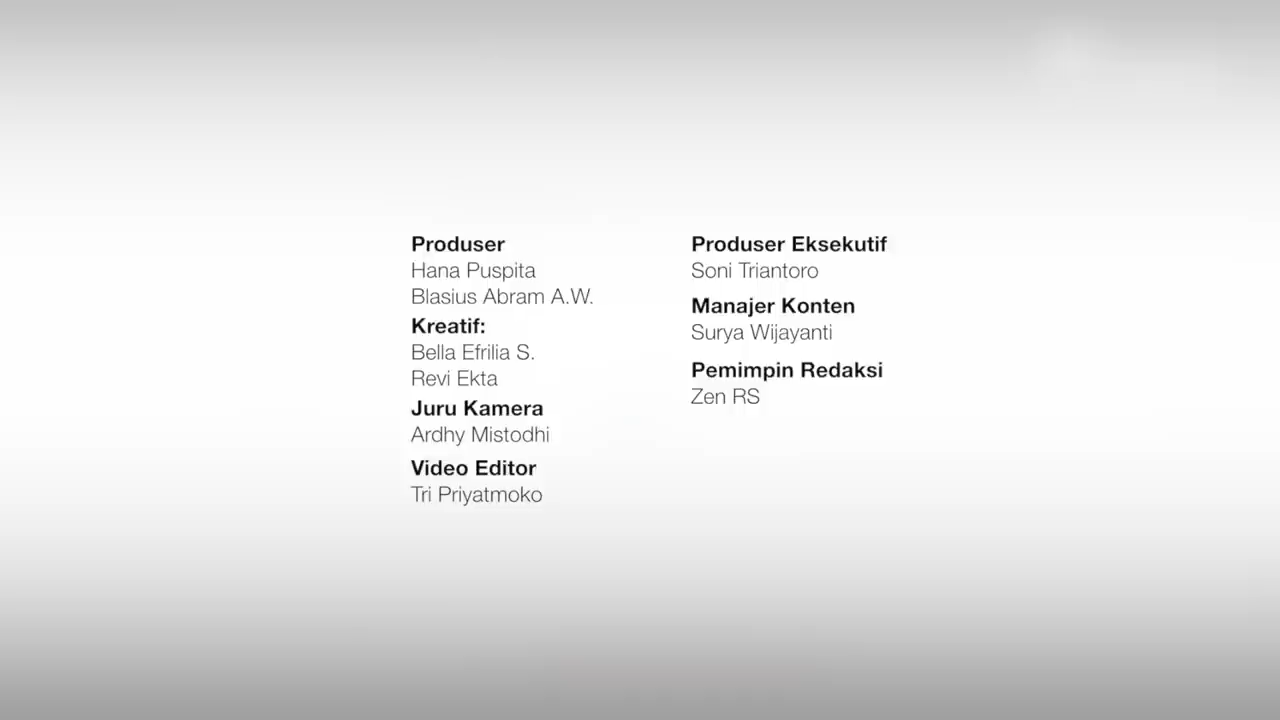 Produser
Hana Puspita
Blasius Abram A.W.
Kreatif:
Bella Efrilia S.
Revi Ekta
Juru Kamera
Ardhy Mistodhi
Video Editor
Tri Priyatmoko
Produser Eksekutif
Soni Triantoro
Manajer Konten
Surya Wijayanti
Pemimpin Redaksi
Zen RS